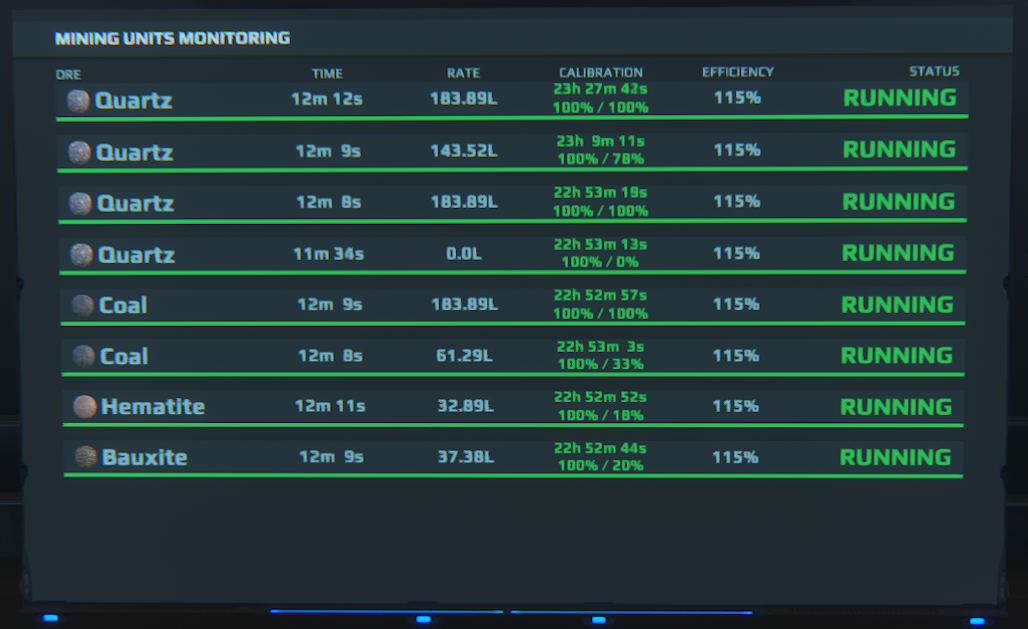 MINING UNITS MONITORING
ORE TIME RATE CALIBRATION EFFICIENCY STATUS
Quartz 12m 12s 183.89L 23h 27m 42s 100% / 100% 115% RUNNING
Quartz 12m 9s 143.52L 23h 9m 11s 100% / 78% 115% RUNNING
Quartz 12m 8s 183.89L 22h 53m 19s 100% / 100% 115% RUNNING
Quartz 11m 34s 0.0L 22h 53m 13s 100% / 0% 115% RUNNING
Coal 12m 9s 183.89L 22h 52m 57s 100% / 100% 115% RUNNING
Coal 12m 8s 61.29L 22h 53m 3s 100% / 33% 115% RUNNING
Hematite 12m 11s 32.89L 22h 52m 52s 100% / 18% 115% RUNNING
Bauxite 12m 9s 37.38L 22h 52m 44s 100% / 20% 115% RUNNING